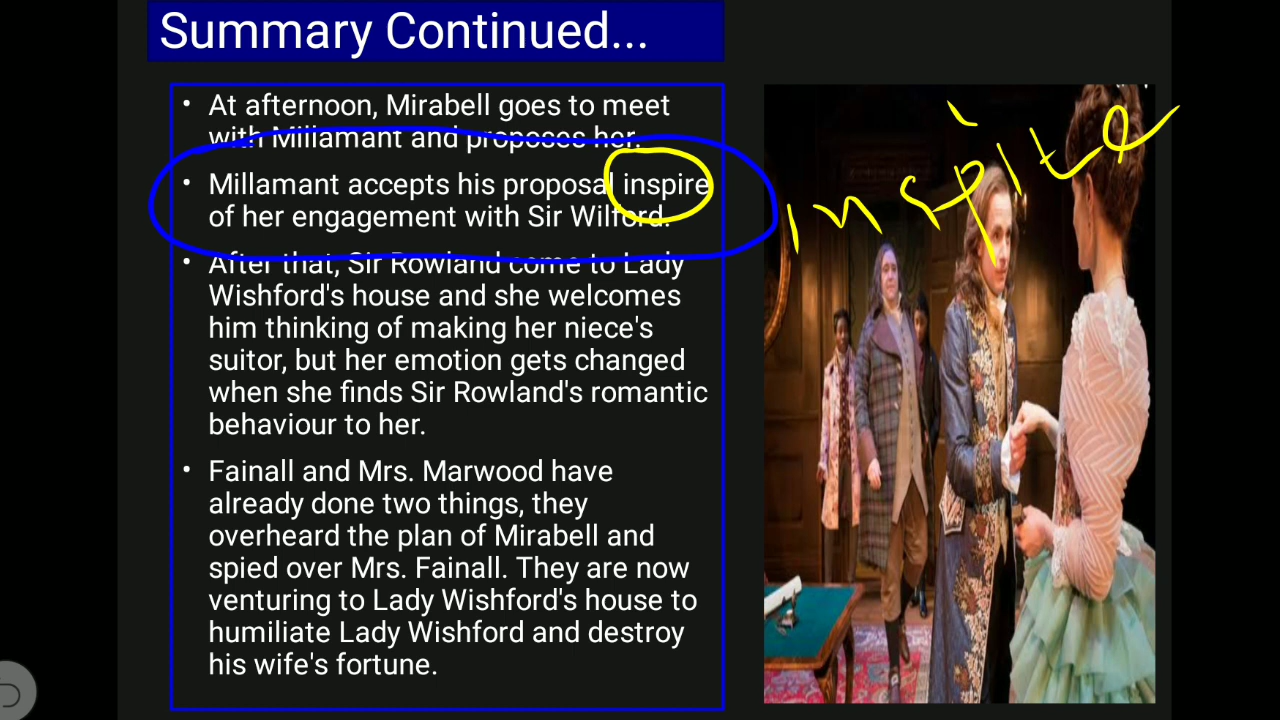 Summary Continued...
• At afternoon, Mirabell goes to meet
with Millamant and proposes her.
• Millamant accepts his proposal inspire
of her engagement with Sir Wilford.
• After that, Sir Rowland come to Lady
Wishford's house and she welcomes
him thinking of making her niece's
suitor, but her emotion gets changed
when she finds Sir Rowland's romantic
behaviour to her.
• Fainall and Mrs. Marwood have
already done two things, they
overheard the plan of Mirabell and
spied over Mrs. Fainall. They are now
venturing to Lady Wishford's house to
humiliate Lady Wishford and destroy
his wife's fortune.
inspite